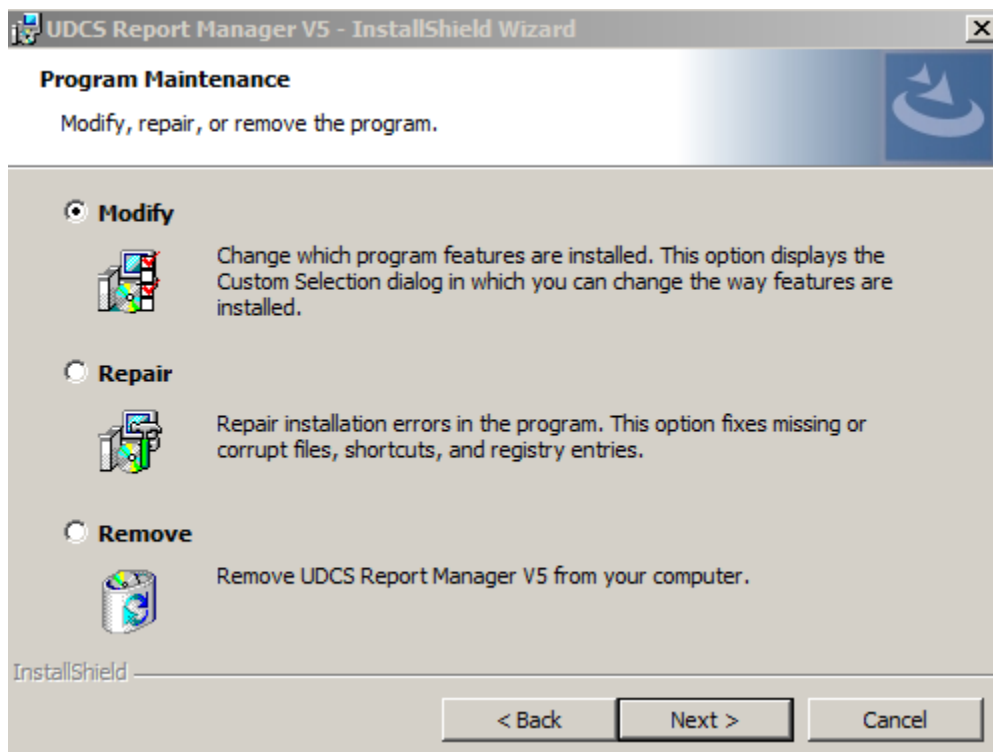 UDCS Report Manager V5 - InstallShield Wizard
Program Maintenance
Modify, repair, or remove the program.
Modify
Change which program features are installed. This option displays the
Custom Selection dialog in which you can change the way features are
installed.
Repair
Repair installation errors in the program. This option fixes missing or
corrupt files, shortcuts, and registry entries.
Remove
Remove UDCS Report Manager V5 from your computer.
InstallShield
< Back Next > Cancel